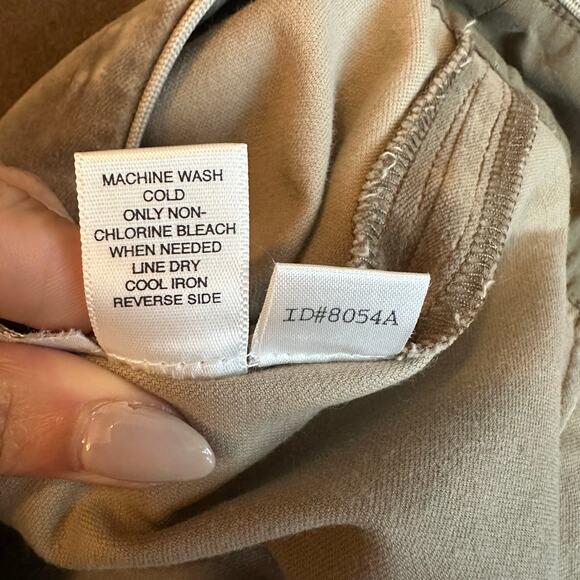 MACHINE WASH
COLD
ONLY NON-
CHLORINE BLEACH
WHEN NEEDED
LINE DRY
COOL IRON
REVERSE SIDE
ID#8054A